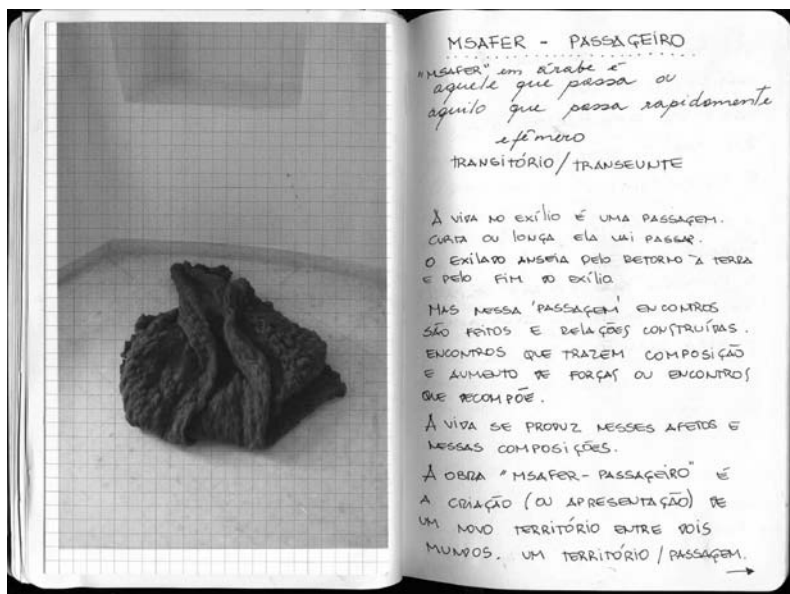 MSAFER - PASSAGEIRO
"MSAFER" em árabe é
aquele que passa ou
aquilo que passa rapidamente
efêmero
TRANSITÓRIO / TRANSEUNTE
A VIDA NO EXÍLIO É UMA PASSAGEM.
CURTA OU LONGA ELA VAI PASSAR.
O EXILADO ANSEIA PELO RETORNO À TERRA
E PELO FIM DO EXÍLIO
MAS NESSA 'PASSAGEM' ENCONTROS
SÃO FEITOS E RELAÇÕES CONSTRUÍDAS.
ENCONTROS QUE TRAZEM COMPOSIÇÃO
E AUMENTO DE FORÇAS OU ENCONTROS
QUE DECOMPÕE.
A VIDA SE PRODUZ NESSES AFETOS E
NESSAS COMPOSIÇÕES.
A OBRA "MSAFER-PASSAGEIRO" É
A CRIAÇÃO (OU APRESENTAÇÃO) DE
UM NOVO TERRITÓRIO ENTRE DOIS
MUNDOS. UM TERRITÓRIO / PASSAGEM.
→